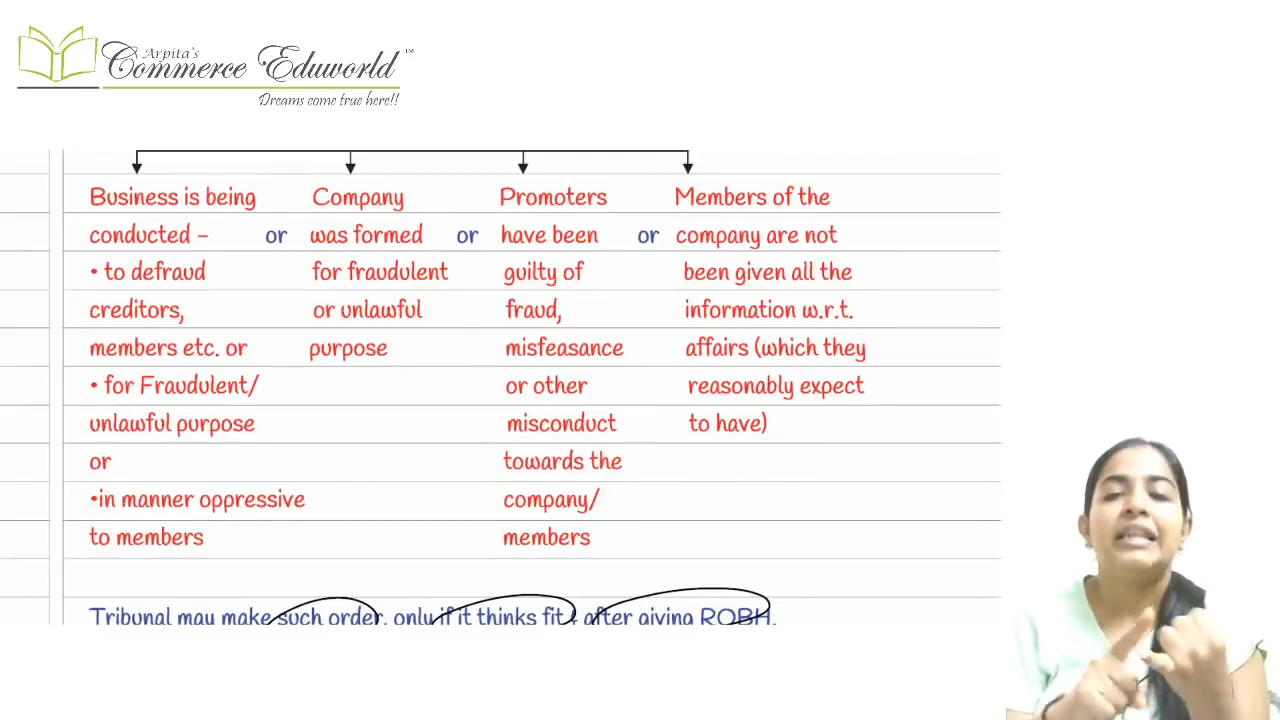 Arpita's
Commerce Eduworld™
Dreams come true here!!
Business is being
conducted –
• to defraud
creditors,
members etc. or
• for Fraudulent/
unlawful purpose
or
•in manner oppressive
to members
or
Company
was formed
for fraudulent
or unlawful
purpose
or
Promoters
have been
guilty of
fraud,
misfeasance
or other
misconduct
towards the
company/
members
or
Members of the
company are not
been given all the
information w.r.t.
affairs (which they
reasonably expect
to have)
Tribunal may make such order, only if it thinks fit & after giving ROBH.